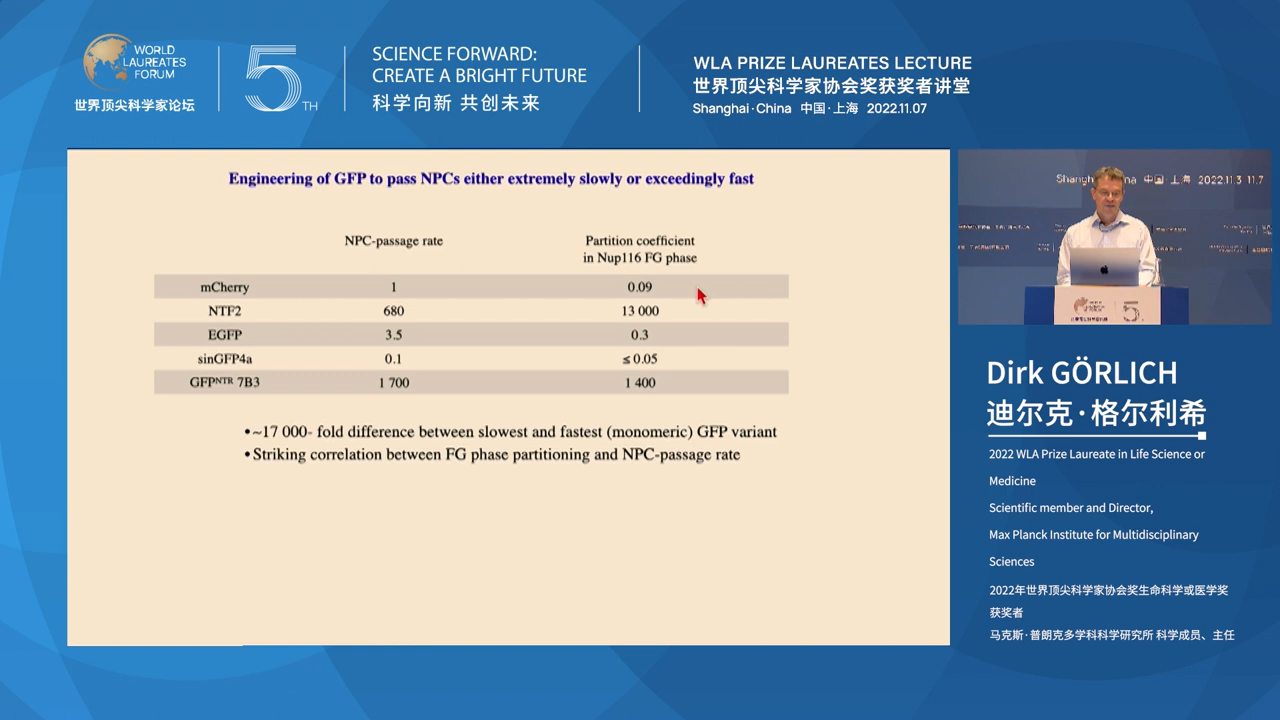 WORLD
LAUREATES
FORUM
世界顶尖科学家论坛
5TH
SCIENCE FORWARD:
CREATE A BRIGHT FUTURE
科学向新 共创未来
WLA PRIZE LAUREATES LECTURE
世界顶尖科学家协会奖获奖者讲堂
Shanghai·China 中国·上海 2022.11.07
Engineering of GFP to pass NPCs either extremely slowly or exceedingly fast
NPC-passage rate
Partition coefficient
in Nup116 FG phase
mCherry 1 0.09
NTF2 680 13 000
EGFP 3.5 0.3
sinGFP4a 0.1 ≤ 0.05
GFPᴺᵀᴿ 7B3 1 700 1 400
•~17 000- fold difference between slowest and fastest (monomeric) GFP variant
•Striking correlation between FG phase partitioning and NPC-passage rate
中国·上海 2022.11.3-11.7
Dirk GÖRLICH
迪尔克·格尔利希
2022 WLA Prize Laureate in Life Science or
Medicine
Scientific member and Director,
Max Planck Institute for Multidisciplinary
Sciences
2022年世界顶尖科学家协会奖生命科学或医学奖
获奖者
马克斯·普朗克多学科科学研究所 科学成员、主任